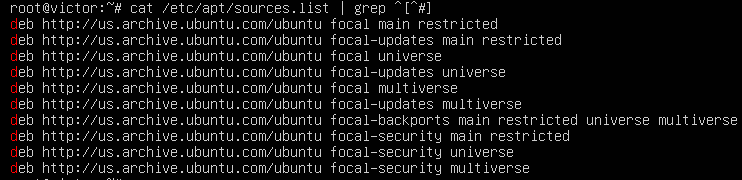 root@victor:~# cat /etc/apt/sources.list | grep ^[^#]
deb http://us.archive.ubuntu.com/ubuntu focal main restricted
deb http://us.archive.ubuntu.com/ubuntu focal-updates main restricted
deb http://us.archive.ubuntu.com/ubuntu focal universe
deb http://us.archive.ubuntu.com/ubuntu focal-updates universe
deb http://us.archive.ubuntu.com/ubuntu focal multiverse
deb http://us.archive.ubuntu.com/ubuntu focal-updates multiverse
deb http://us.archive.ubuntu.com/ubuntu focal-backports main restricted universe multiverse
deb http://us.archive.ubuntu.com/ubuntu focal-security main restricted
deb http://us.archive.ubuntu.com/ubuntu focal-security universe
deb http://us.archive.ubuntu.com/ubuntu focal-security multiverse